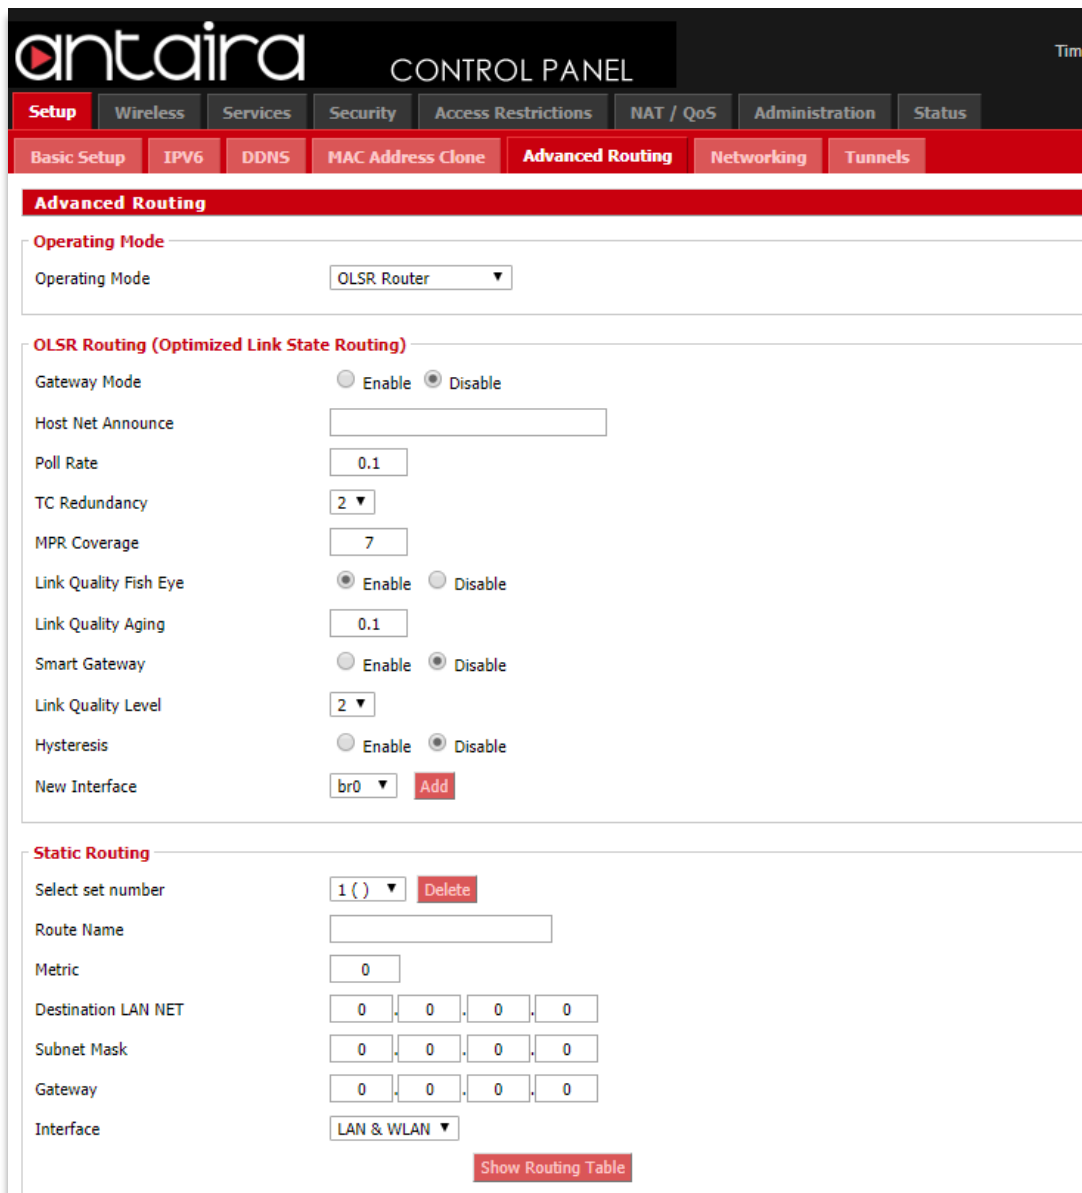 antaira CONTROL PANEL
Tim
Setup Wireless Services Security Access Restrictions NAT / QoS Administration Status
Basic Setup IPV6 DDNS MAC Address Clone Advanced Routing Networking Tunnels
Advanced Routing
Operating Mode
Operating Mode OLSR Router
OLSR Routing (Optimized Link State Routing)
Gateway Mode Enable Disable
Host Net Announce
Poll Rate 0.1
TC Redundancy 2
MPR Coverage 7
Link Quality Fish Eye Enable Disable
Link Quality Aging 0.1
Smart Gateway Enable Disable
Link Quality Level 2
Hysteresis Enable Disable
New Interface br0 Add
Static Routing
Select set number 1 ( ) Delete
Route Name
Metric 0
Destination LAN NET 0 . 0 . 0 . 0
Subnet Mask 0 . 0 . 0 . 0
Gateway 0 . 0 . 0 . 0
Interface LAN & WLAN
Show Routing Table